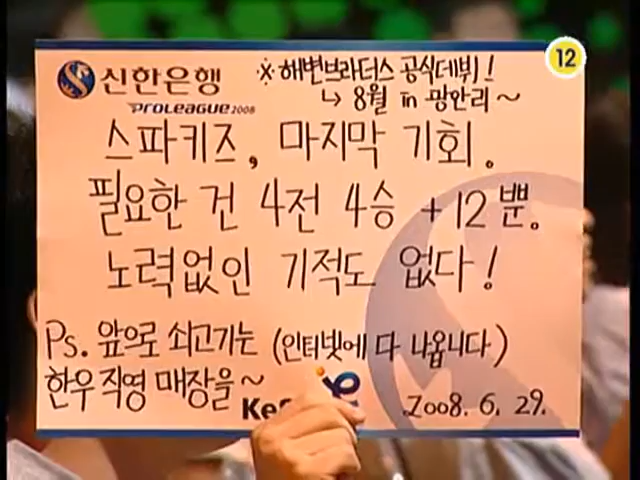 12
신한은행
PROLEAGUE 2008
※ 해변브라더스 공식데뷔!
↳ 8월 in 광안리~
스파키즈, 마지막 기회.
필요한 건 4전 4승 +12 뿐.
노력없인 기적도 없다!
Ps. 앞으로 쇠고기는 (인터넷에 다 나옵니다)
한우 직영 매장을~
2008. 6. 29.